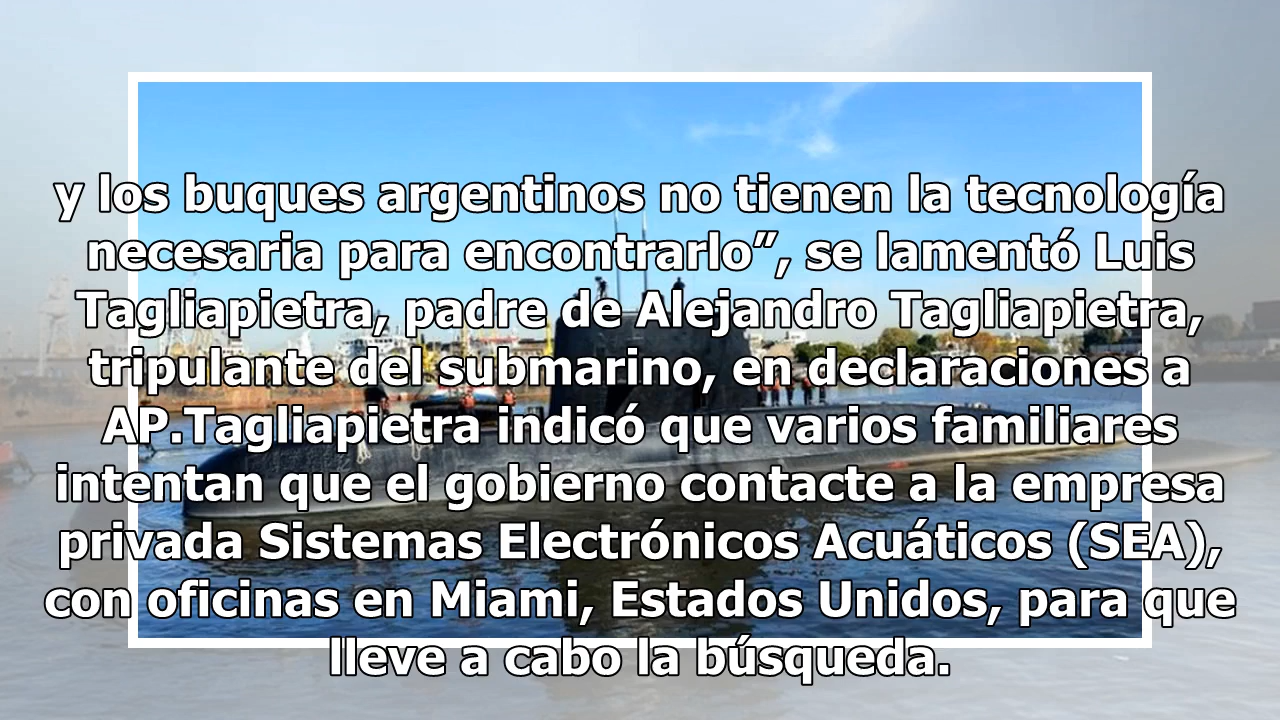 y los buques argentinos no tienen la tecnología
necesaria para encontrarlo”, se lamentó Luis
Tagliapietra, padre de Alejandro Tagliapietra,
tripulante del submarino, en declaraciones a
AP.Tagliapietra indicó que varios familiares
intentan que el gobierno contacte a la empresa
privada Sistemas Electrónicos Acuáticos (SEA),
con oficinas en Miami, Estados Unidos, para que
lleve a cabo la búsqueda.